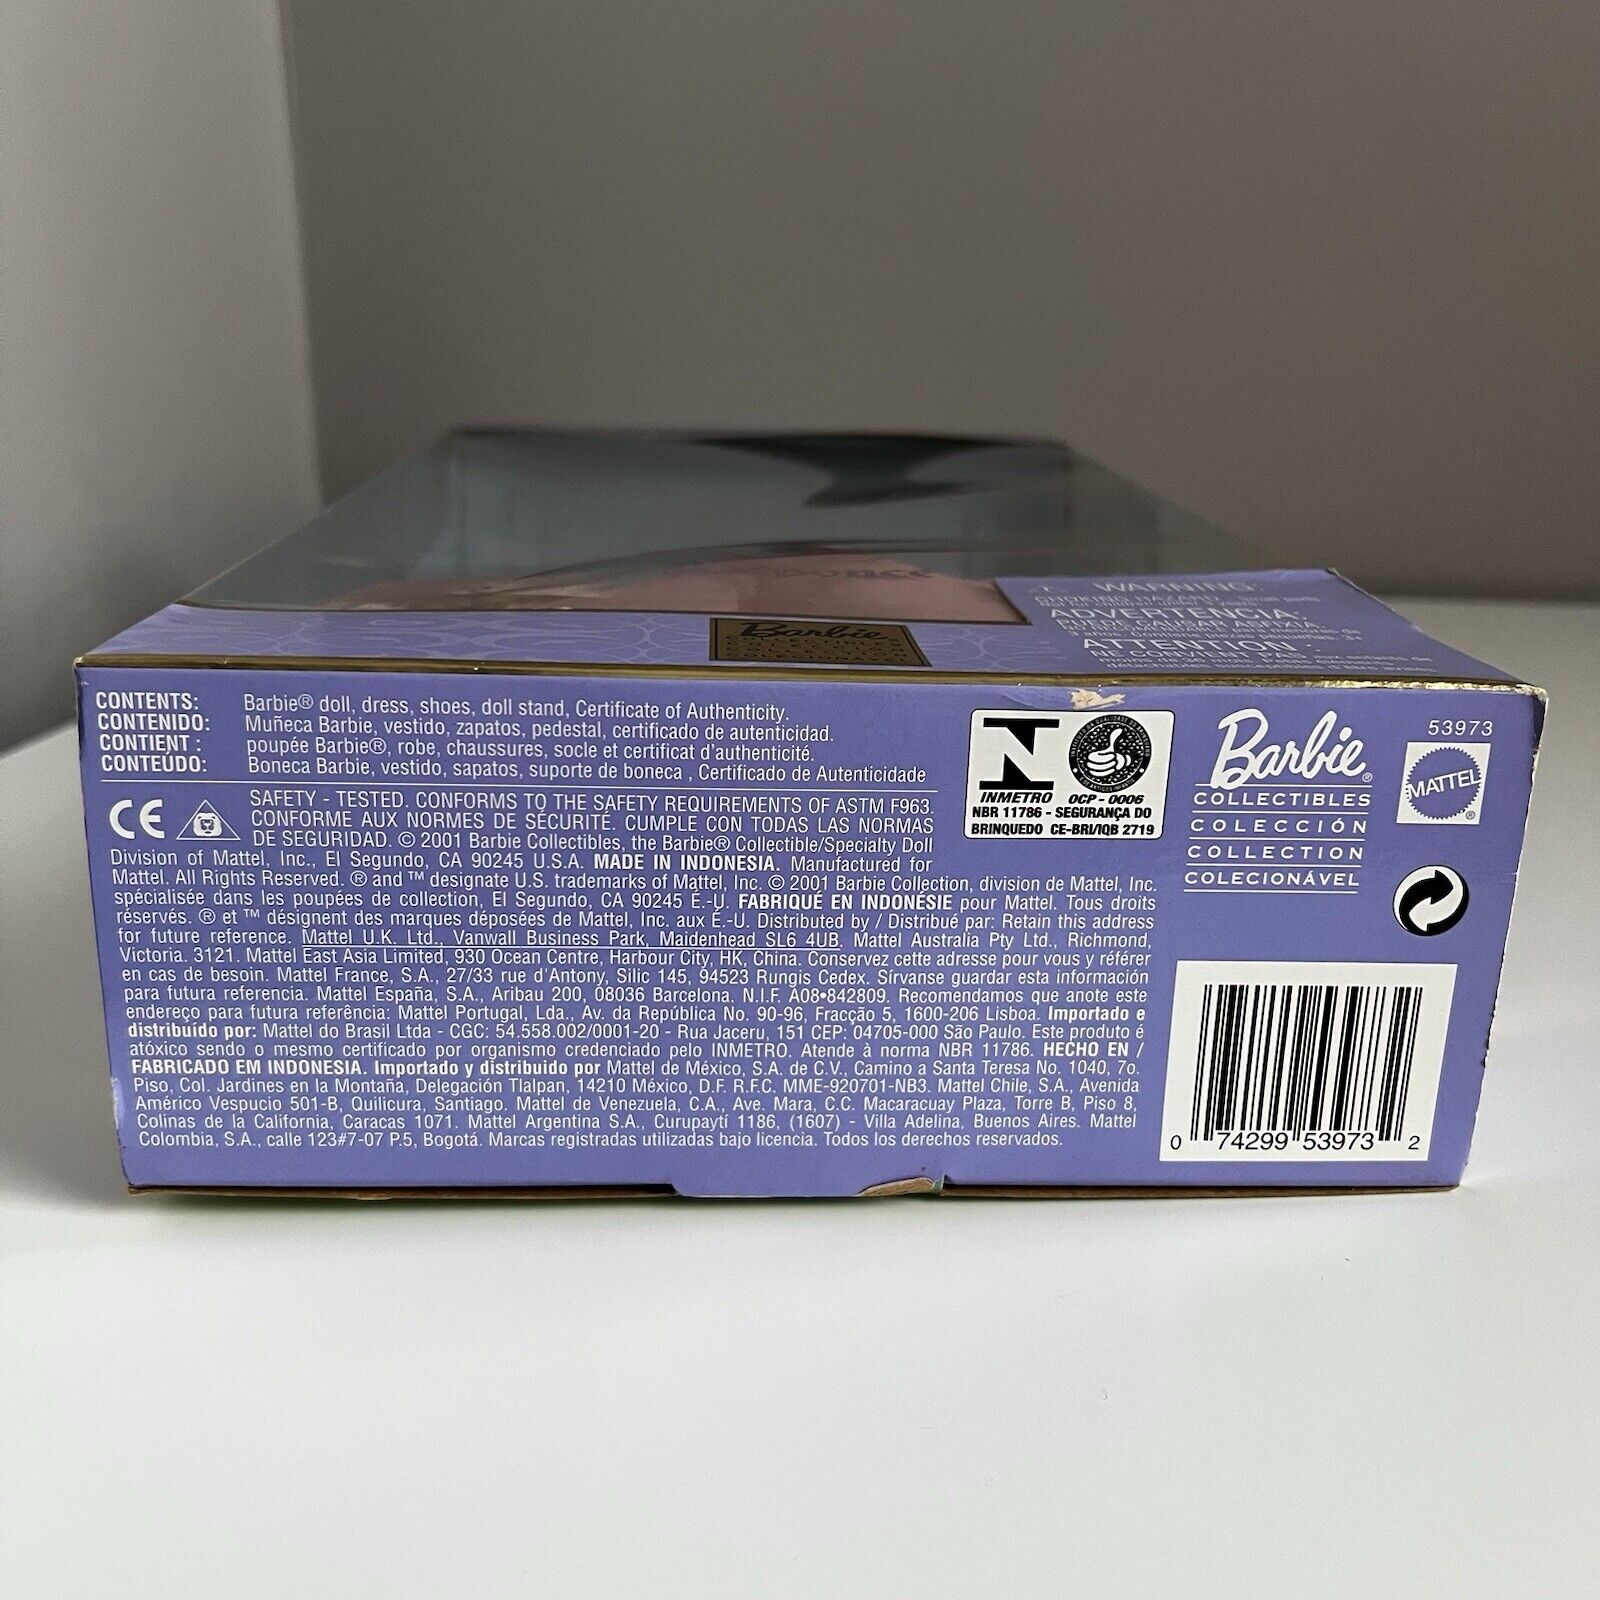 WARNING
CHOKING HAZARD
ADVERTENCIA:
PUEDE CAUSAR ASFIXIA.
ATTENTION :
Barbie
CONTENTS: Barbie® doll, dress, shoes, doll stand, Certificate of Authenticity.
CONTENIDO: Muñeca Barbie, vestido, zapatos, pedestal, certificado de autenticidad.
CONTIENT : poupée Barbie®, robe, chaussures, socle et certificat d'authenticité.
CONTEÚDO: Boneca Barbie, vestido, sapatos, suporte de boneca , Certificado de Autenticidade
CE
SAFETY - TESTED. CONFORMS TO THE SAFETY REQUIREMENTS OF ASTM F963.
CONFORME AUX NORMES DE SÉCURITÉ. CUMPLE CON TODAS LAS NORMAS
DE SEGURIDAD. © 2001 Barbie Collectibles, the Barbie® Collectible/Specialty Doll
Division of Mattel, Inc., El Segundo, CA 90245 U.S.A. MADE IN INDONESIA. Manufactured for
Mattel. All Rights Reserved. ® and ™ designate U.S. trademarks of Mattel, Inc. © 2001 Barbie Collection, division de Mattel, Inc.
spécialisée dans les poupées de collection, El Segundo, CA 90245 É.-U. FABRIQUÉ EN INDONÉSIE pour Mattel. Tous droits
réservés. ® et ™ désignent des marques déposées de Mattel, Inc. aux É.-U. Distributed by / Distribué par: Retain this address
for future reference. Mattel U.K. Ltd., Vanwall Business Park, Maidenhead SL6 4UB. Mattel Australia Pty Ltd., Richmond,
Victoria. 3121. Mattel East Asia Limited, 930 Ocean Centre, Harbour City, HK, China. Conservez cette adresse pour vous y référer
en cas de besoin. Mattel France, S.A., 27/33 rue d'Antony, Silic 145, 94523 Rungis Cedex. Sírvanse guardar esta información
para futura referencia. Mattel España, S.A., Aribau 200, 08036 Barcelona. N.I.F. A08•842809. Recomendamos que anote este
endereço para futura referência: Mattel Portugal, Lda., Av. da República No. 90-96, Fracção 5, 1600-206 Lisboa. Importado e
distribuido por: Mattel do Brasil Ltda - CGC: 54.558.002/0001-20 - Rua Jaceru, 151 CEP: 04705-000 São Paulo. Este produto é
atóxico sendo o mesmo certificado por organismo credenciado pelo INMETRO. Atende à norma NBR 11786. HECHO EN /
FABRICADO EM INDONESIA. Importado y distribuido por Mattel de México, S.A. de C.V., Camino a Santa Teresa No. 1040, 7o.
Piso, Col. Jardines en la Montaña, Delegación Tlalpan, 14210 México, D.F. R.F.C. MME-920701-NB3. Mattel Chile, S.A., Avenida
Américo Vespucio 501-B, Quilicura, Santiago. Mattel de Venezuela, C.A., Ave. Mara, C.C. Macaracuay Plaza, Torre B, Piso 8,
Colinas de la California, Caracas 1071. Mattel Argentina S.A., Curupaytí 1186, (1607) - Villa Adelina, Buenos Aires. Mattel
Colombia, S.A., calle 123#7-07 P.5, Bogotá. Marcas registradas utilizadas bajo licencia. Todos los derechos reservados.
INMETRO OCP - 0006
NBR 11786 - SEGURANÇA DO
BRINQUEDO CE-BRI/IQB 2719
Barbie®
COLLECTIBLES
COLECCIÓN
COLLECTION
COLECIONÁVEL
53973
MATTEL®
0 74299 53973 2